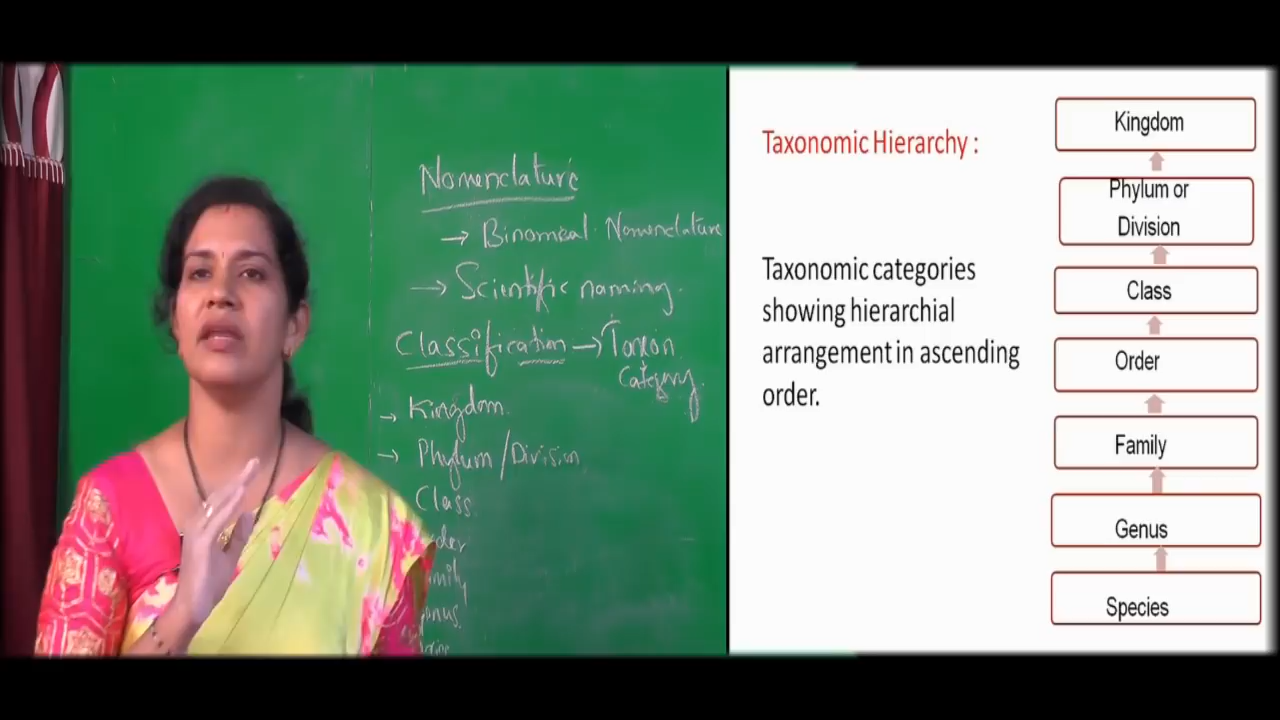 Nomenclature
→ Binomial Nomenclature
→ Scientific naming.
Classification → Taxon
Category.
→ Kingdom.
→ Phylum / Division
Class
Taxonomic Hierarchy :
Taxonomic categories
showing hierarchial
arrangement in ascending
order.
Kingdom
Phylum or
Division
Class
Order
Family
Genus
Species